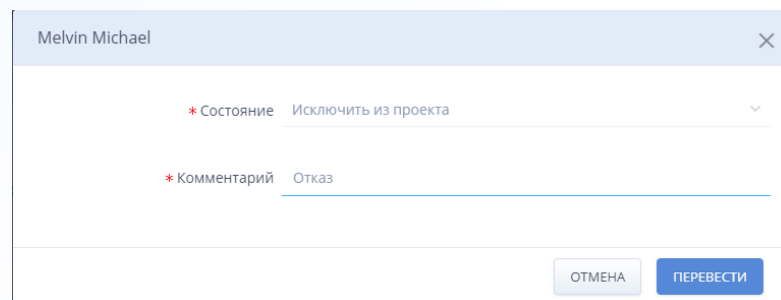 Melvin Michael
* Состояние Исключить из проекта
* Комментарий Отказ
ОТМЕНА ПЕРЕВЕСТИ